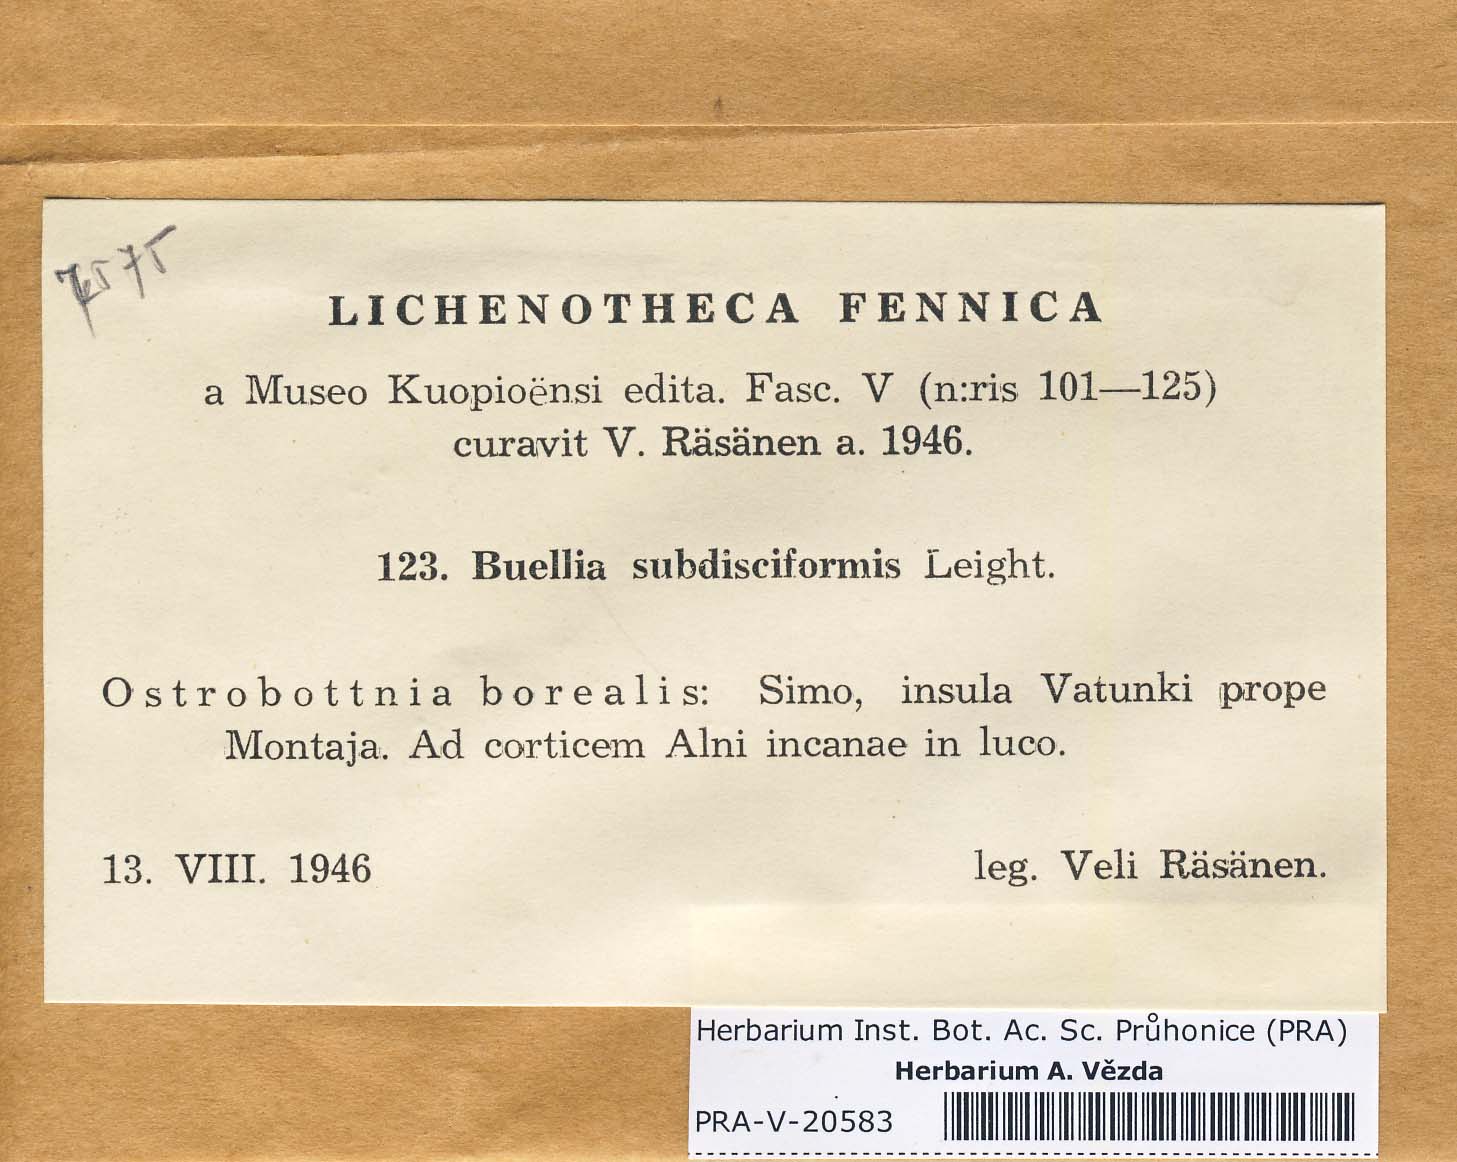 LICHENOTHECA FENNICA
a Museo Kuopioënsi edita. Fasc. V (n:ris 101—125)
curavit V. Räsänen a. 1946.
123. Buellia subdisciformis Leight.
Ostrobottnia borealis: Simo, insula Vatunki prope
Montaja. Ad corticem Alni incanae in luco.
13. VIII. 1946 leg. Veli Räsänen.
Herbarium Inst. Bot. Ac. Sc. Průhonice (PRA)
Herbarium A. Vězda
PRA-V-20583